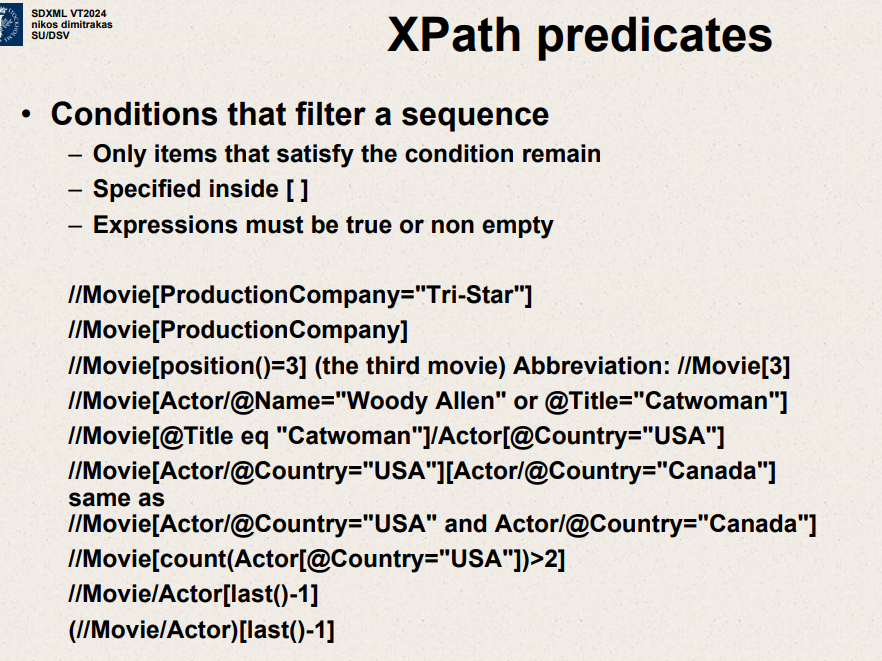 SDXML VT2024
nikos dimitrakas
SU/DSV
XPath predicates
• Conditions that filter a sequence
– Only items that satisfy the condition remain
– Specified inside [ ]
– Expressions must be true or non empty
//Movie[ProductionCompany="Tri-Star"]
//Movie[ProductionCompany]
//Movie[position()=3] (the third movie) Abbreviation: //Movie[3]
//Movie[Actor/@Name="Woody Allen" or @Title="Catwoman"]
//Movie[@Title eq "Catwoman"]/Actor[@Country="USA"]
//Movie[Actor/@Country="USA"][Actor/@Country="Canada"]
same as
//Movie[Actor/@Country="USA" and Actor/@Country="Canada"]
//Movie[count(Actor[@Country="USA"])>2]
//Movie/Actor[last()-1]
(//Movie/Actor)[last()-1]